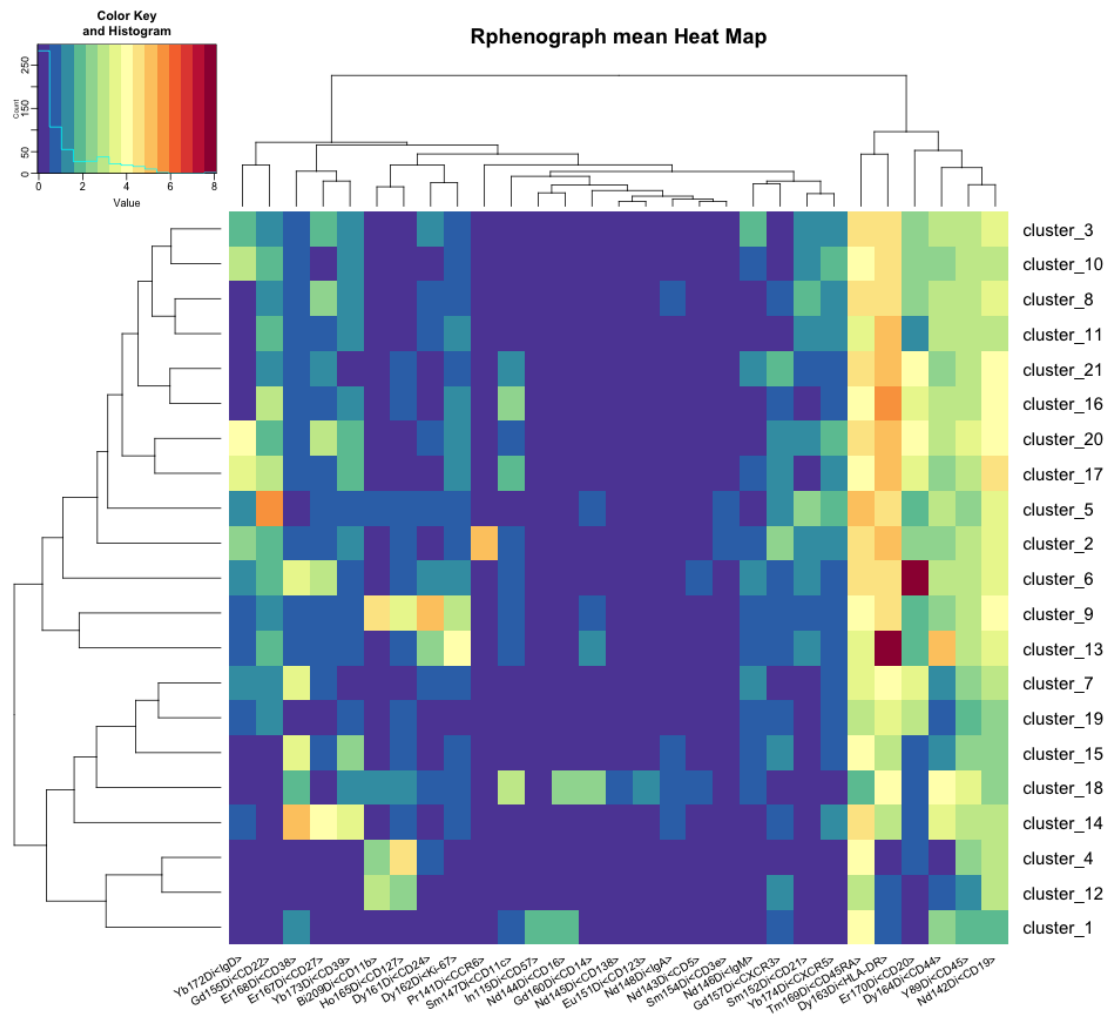 Color Key
and Histogram
Rphenograph mean Heat Map
Count
0 50 150 250
0 2 4 6 8
Value
cluster_3
cluster_10
cluster_8
cluster_11
cluster_21
cluster_16
cluster_20
cluster_17
cluster_5
cluster_2
cluster_6
cluster_9
cluster_13
cluster_7
cluster_19
cluster_15
cluster_18
cluster_14
cluster_4
cluster_12
cluster_1
Yb172Di<IgD>
Gd155Di<CD22>
Er168Di<CD38>
Er167Di<CD27>
Yb173Di<CD39>
Bi209Di<CD11b>
Ho165Di<CD127>
Dy161Di<CD24>
Dy162Di<Ki-67>
Pr141Di<CCR6>
Sm147Di<CD11c>
In115Di<CD57>
Nd144Di<CD16>
Gd160Di<CD14>
Nd145Di<CD138>
Eu151Di<CD123>
Nd148Di<IgA>
Nd143Di<CD5>
Sm154Di<CD3e>
Nd146Di<IgM>
Gd157Di<CXCR3>
Sm152Di<CD21>
Yb174Di<CXCR5>
Tm169Di<CD45RA>
Dy163Di<HLA-DR>
Er170Di<CD20>
Dy164Di<CD44>
Y89Di<CD45>
Nd142Di<CD19>